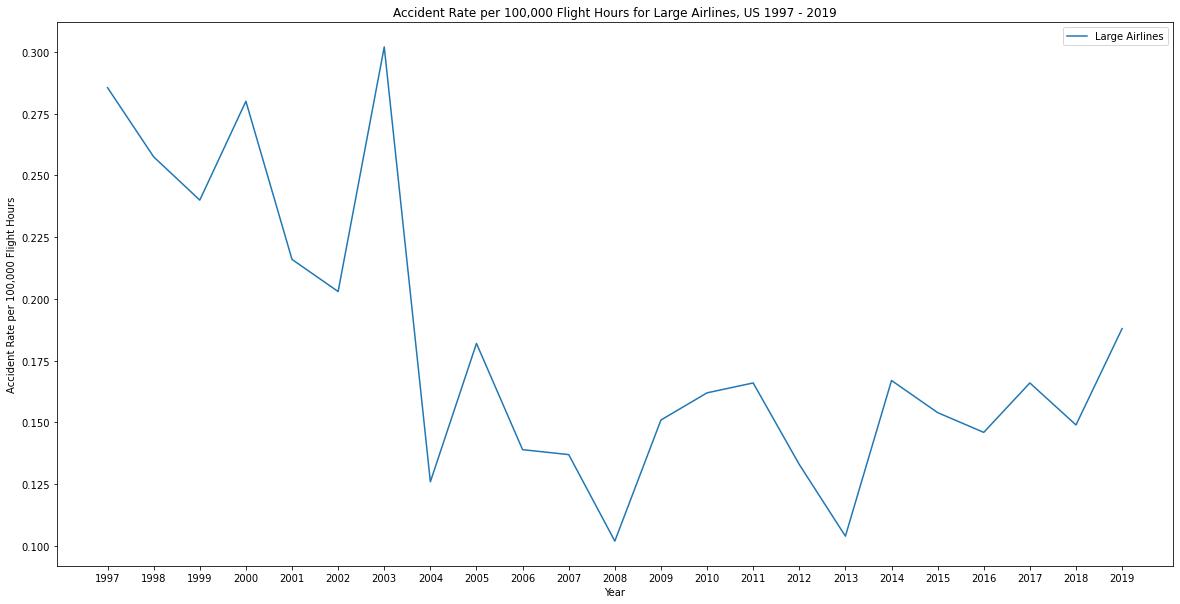 Accident Rate per 100,000 Flight Hours for Large Airlines, US 1997 - 2019
Large Airlines
Accident Rate per 100,000 Flight Hours
0.300
0.275
0.250
0.225
0.200
0.175
0.150
0.125
0.100
1997 1998 1999 2000 2001 2002 2003 2004 2005 2006 2007 2008 2009 2010 2011 2012 2013 2014 2015 2016 2017 2018 2019
Year